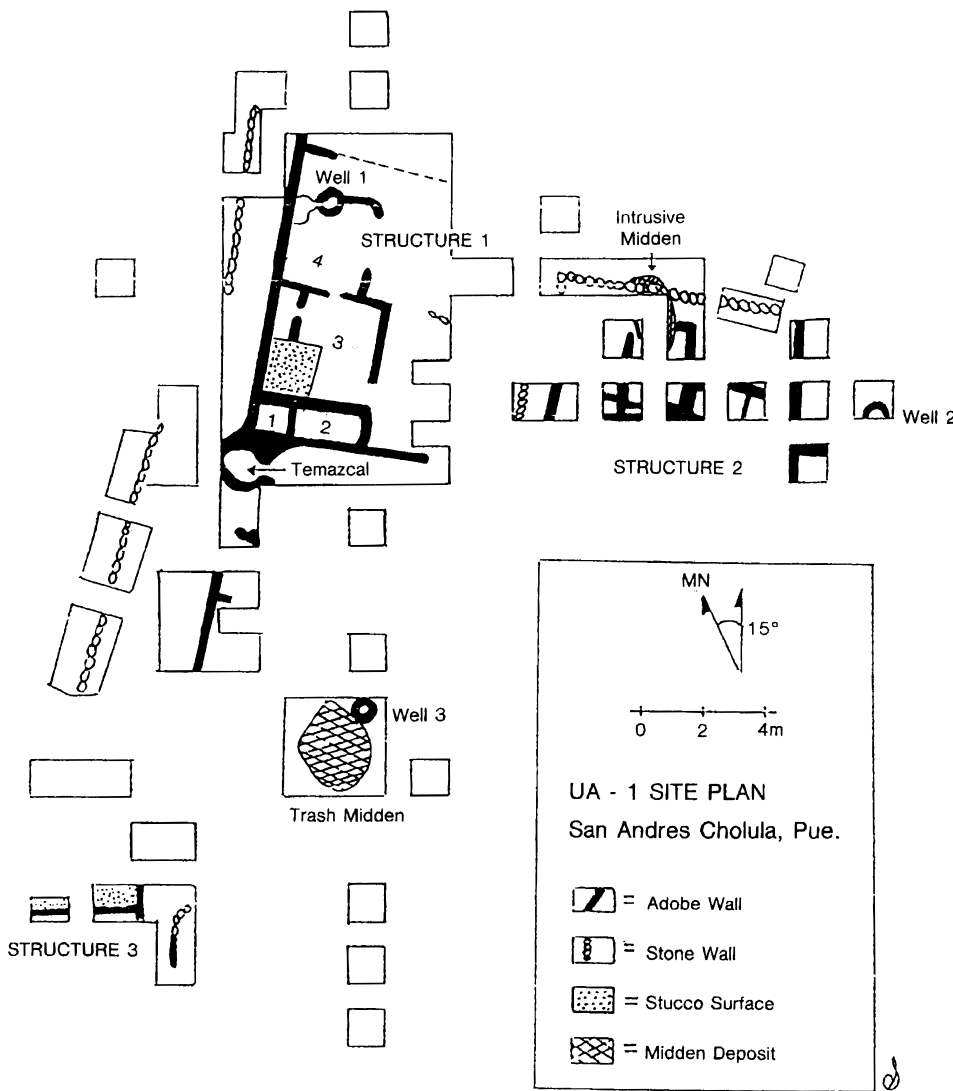 Well 1
STRUCTURE 1
4
3
1
2
Temazcal
Intrusive
Midden
Well 2
STRUCTURE 2
Well 3
Trash Midden
STRUCTURE 3
MN
15°
0 2 4m
UA - 1 SITE PLAN
San Andres Cholula, Pue.
= Adobe Wall
= Stone Wall
= Stucco Surface
= Midden Deposit